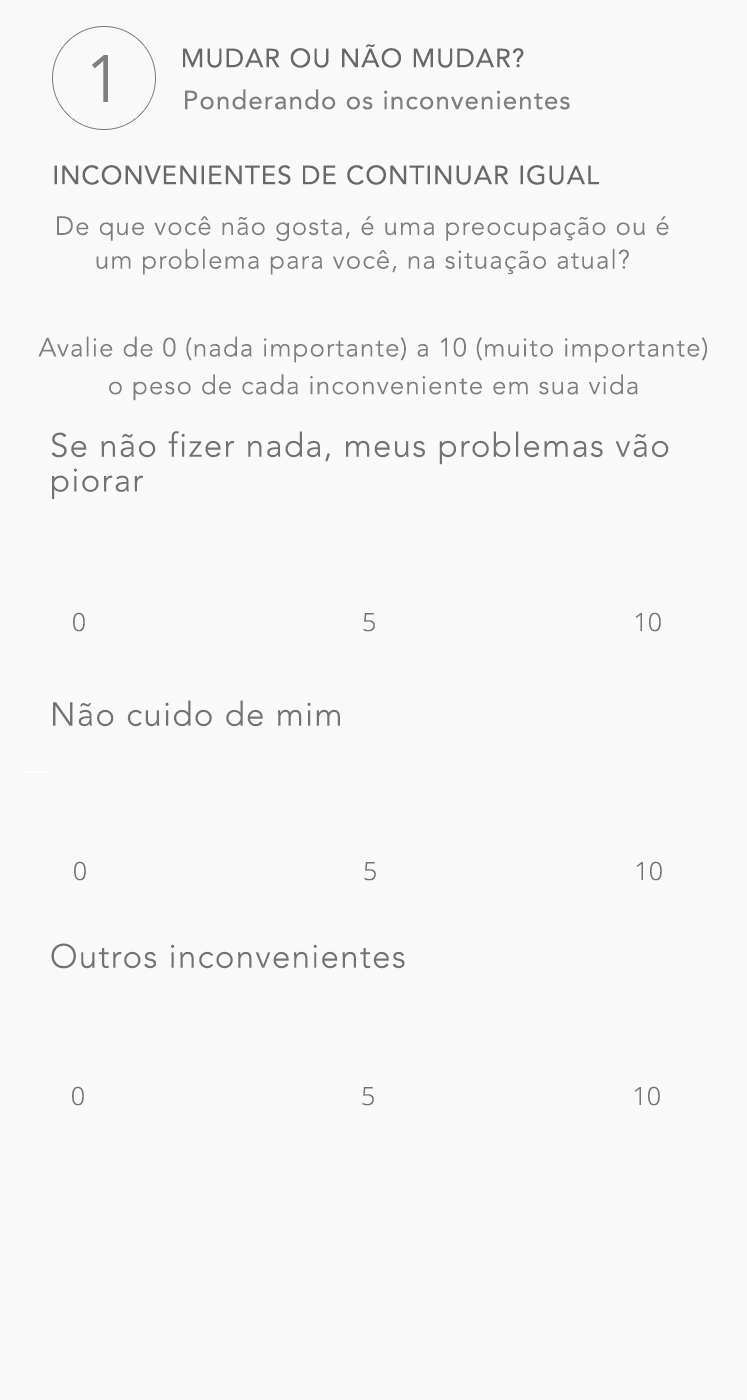 1
MUDAR OU NÃO MUDAR?
Ponderando os inconvenientes
INCONVENIENTES DE CONTINUAR IGUAL
De que você não gosta, é uma preocupação ou é
um problema para você, na situação atual?
Avalie de 0 (nada importante) a 10 (muito importante)
o peso de cada inconveniente em sua vida
Se não fizer nada, meus problemas vão
piorar
0 5 10
Não cuido de mim
0 5 10
Outros inconvenientes
0 5 10